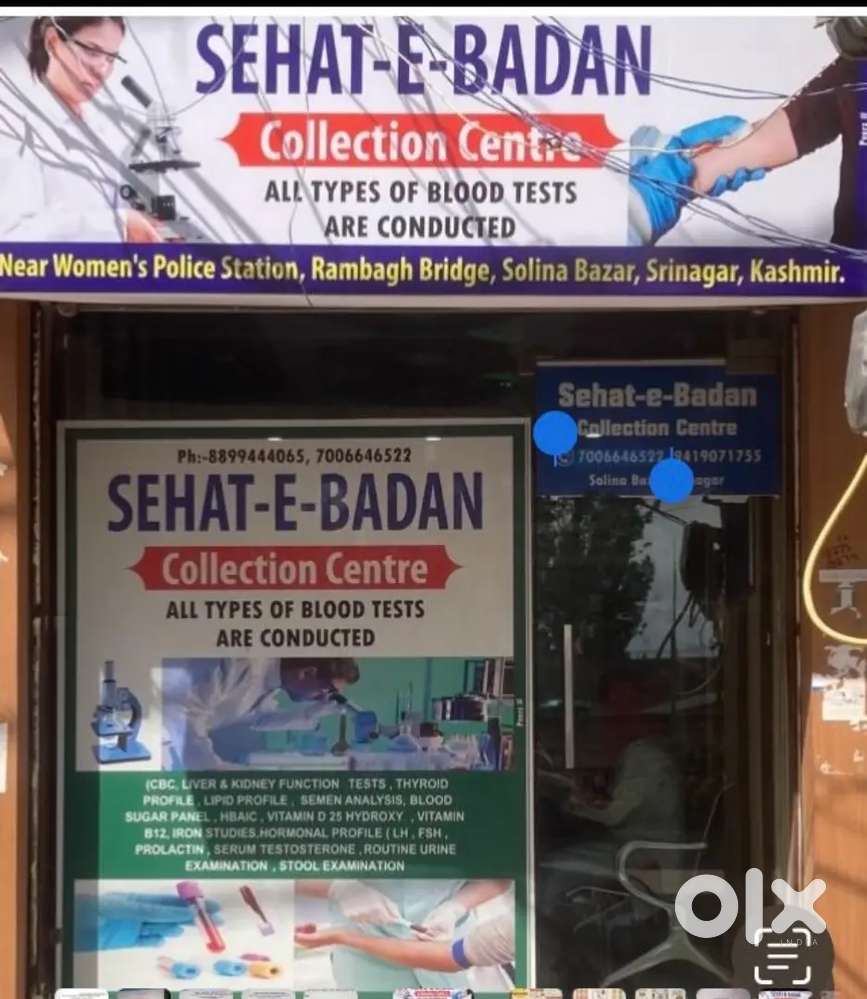 SEHAT-E-BADAN
Collection Centre
ALL TYPES OF BLOOD TESTS
ARE CONDUCTED
Near Women's Police Station, Rambagh Bridge, Solina Bazar, Srinagar, Kashmir.
Sehat-e-Badan
Collection Centre
7006646522 9419071755
Solina
Ph:-8899444065, 7006646522
SEHAT-E-BADAN
Collection Centre
ALL TYPES OF BLOOD TESTS
ARE CONDUCTED
(CBC, LIVER & KIDNEY FUNCTION TESTS , THYROID
PROFILE , LIPID PROFILE , SEMEN ANALYSIS, BLOOD
SUGAR PANEL , HBAIC , VITAMIN D 25 HYDROXY , VITAMIN
B12, IRON STUDIES,HORMONAL PROFILE ( LH , FSH ,
PROLACTIN , SERUM TESTOSTERONE , ROUTINE URINE
EXAMINATION , STOOL EXAMINATION
olx
INDIA